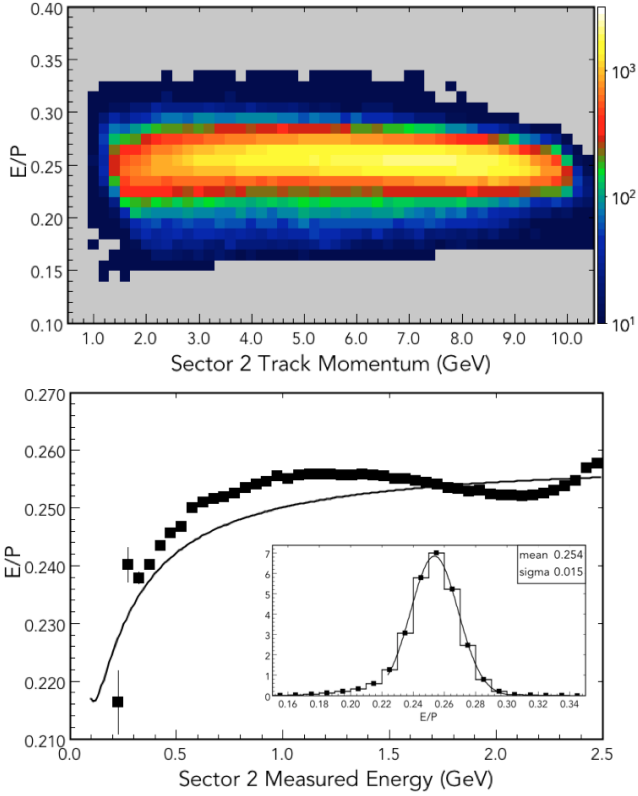 0.40
0.35
0.30
0.25
0.20
0.15
0.10
E/P
10³
10²
10¹
1.0 2.0 3.0 4.0 5.0 6.0 7.0 8.0 9.0 10.0
Sector 2 Track Momentum (GeV)
0.270
0.260
0.250
0.240
0.230
0.220
0.210
E/P
mean 0.254
sigma 0.015
7
6
5
4
3
2
1
0
0.16 0.18 0.20 0.22 0.24 0.26 0.28 0.30 0.32 0.34
E/P
0.0 0.5 1.0 1.5 2.0 2.5
Sector 2 Measured Energy (GeV)